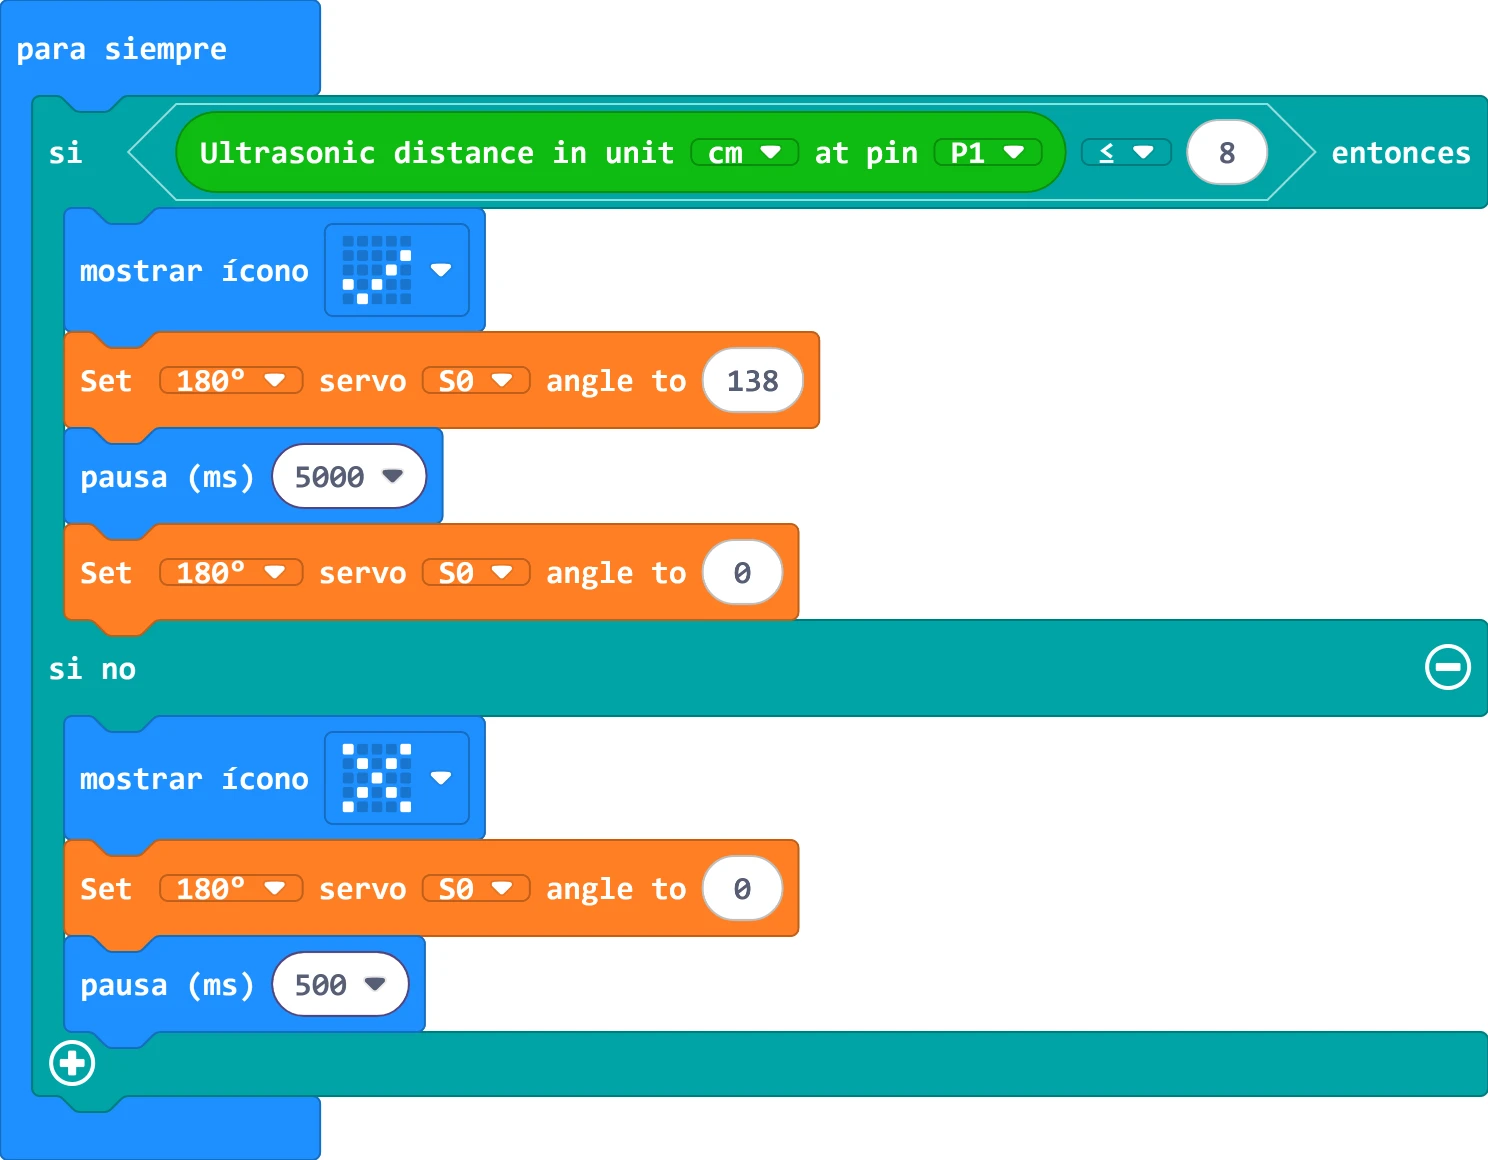 para siempre
si Ultrasonic distance in unit cm at pin P1 ≤ 8 entonces
mostrar ícono
Set 180° servo S0 angle to 138
pausa (ms) 5000
Set 180° servo S0 angle to 0
si no
mostrar ícono
Set 180° servo S0 angle to 0
pausa (ms) 500